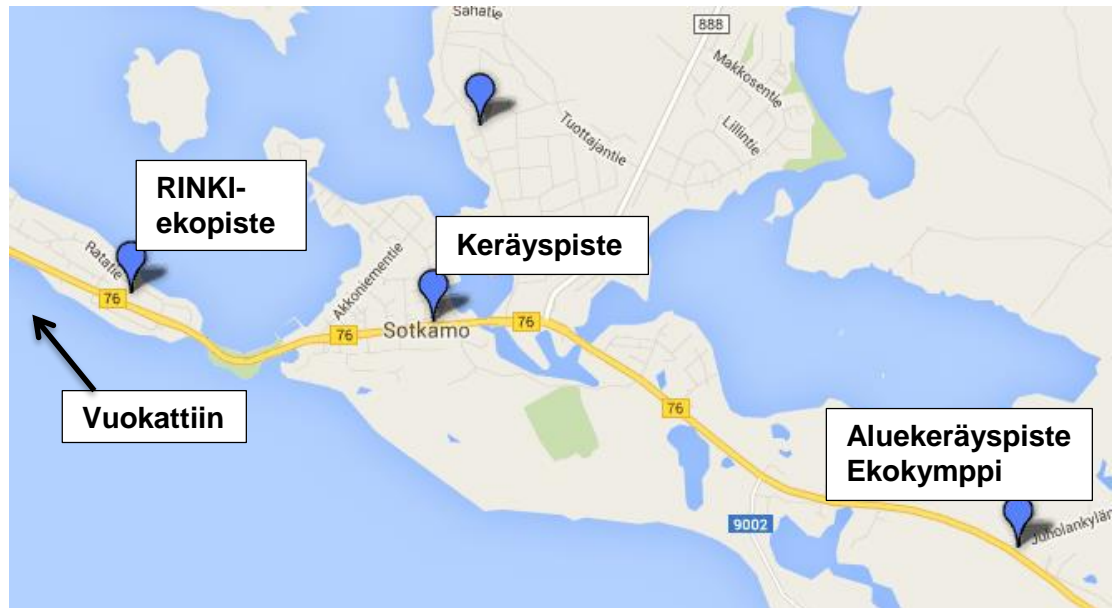 Sahatie
888
Makkosentie
Tuottajantie
Lillintie
RINKI-
ekopiste
Keräyspiste
Ratatie
Akkoniementie
76
76
Sotkamo
76
76
Vuokattiin
Aluekeräyspiste
Ekokymppi
9002
Juholankylän